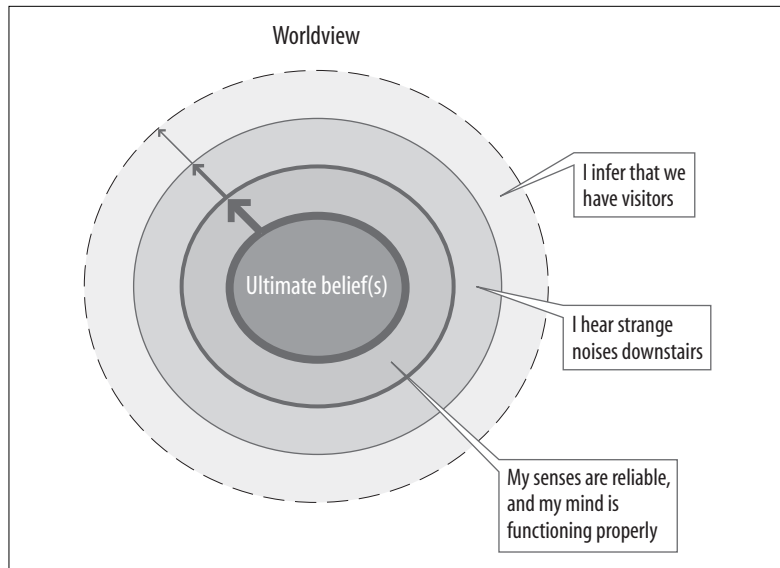 Worldview
I infer that we
have visitors
Ultimate belief(s)
I hear strange
noises downstairs
My senses are reliable,
and my mind is
functioning properly